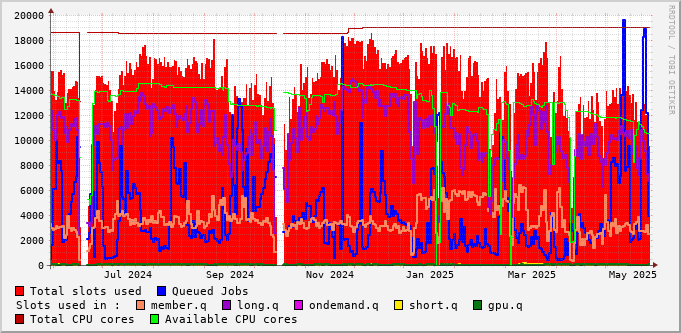 20000
18000
16000
14000
12000
10000
8000
6000
4000
2000
0
Jul 2024 Sep 2024 Nov 2024 Jan 2025 Mar 2025 May 2025
RRDTOOL / TOBI OETIKER
Total slots used Queued Jobs
Slots used in : member.q long.q ondemand.q short.q gpu.q
Total CPU cores Available CPU cores